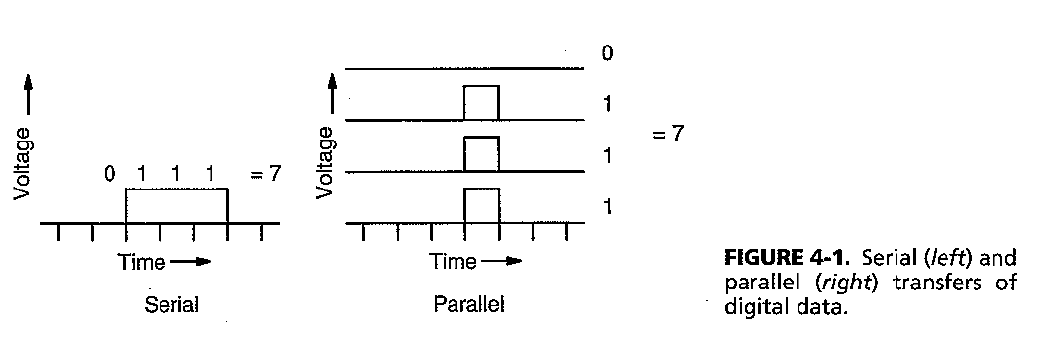 Voltage
0 1 1 1 = 7
Time
Serial
Voltage
0
1
1
1
= 7
Time
Parallel
FIGURE 4-1. Serial (left) and
parallel (right) transfers of
digital data.